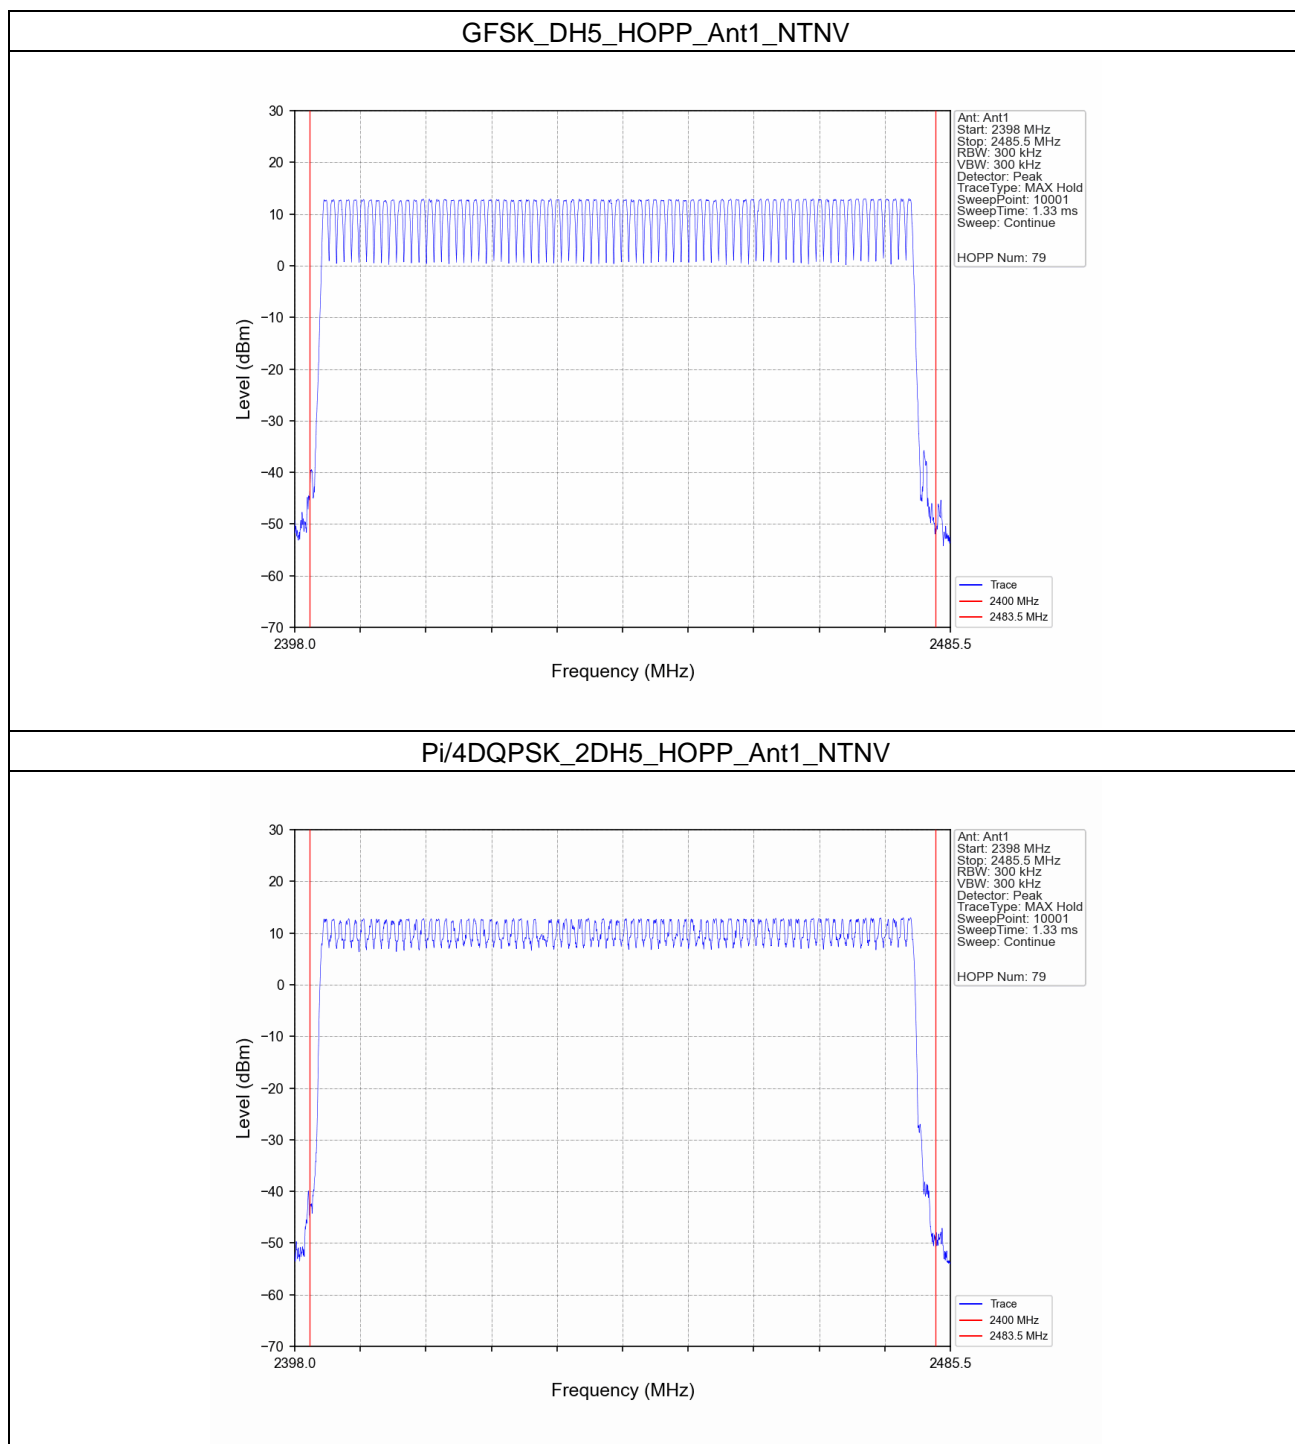 GFSK_DH5_HOPP_Ant1_NTNV
30
20
10
0
−10
−20
−30
−40
−50
−60
−70
Level (dBm)
2398.0
2485.5
Frequency (MHz)
Ant: Ant1
Start: 2398 MHz
Stop: 2485.5 MHz
RBW: 300 kHz
VBW: 300 kHz
Detector: Peak
TraceType: MAX Hold
SweepPoint: 10001
SweepTime: 1.33 ms
Sweep: Continue
HOPP Num: 79
Trace
2400 MHz
2483.5 MHz
Pi/4DQPSK_2DH5_HOPP_Ant1_NTNV
30
20
10
0
−10
−20
−30
−40
−50
−60
−70
Level (dBm)
2398.0
2485.5
Frequency (MHz)
Ant: Ant1
Start: 2398 MHz
Stop: 2485.5 MHz
RBW: 300 kHz
VBW: 300 kHz
Detector: Peak
TraceType: MAX Hold
SweepPoint: 10001
SweepTime: 1.33 ms
Sweep: Continue
HOPP Num: 79
Trace
2400 MHz
2483.5 MHz